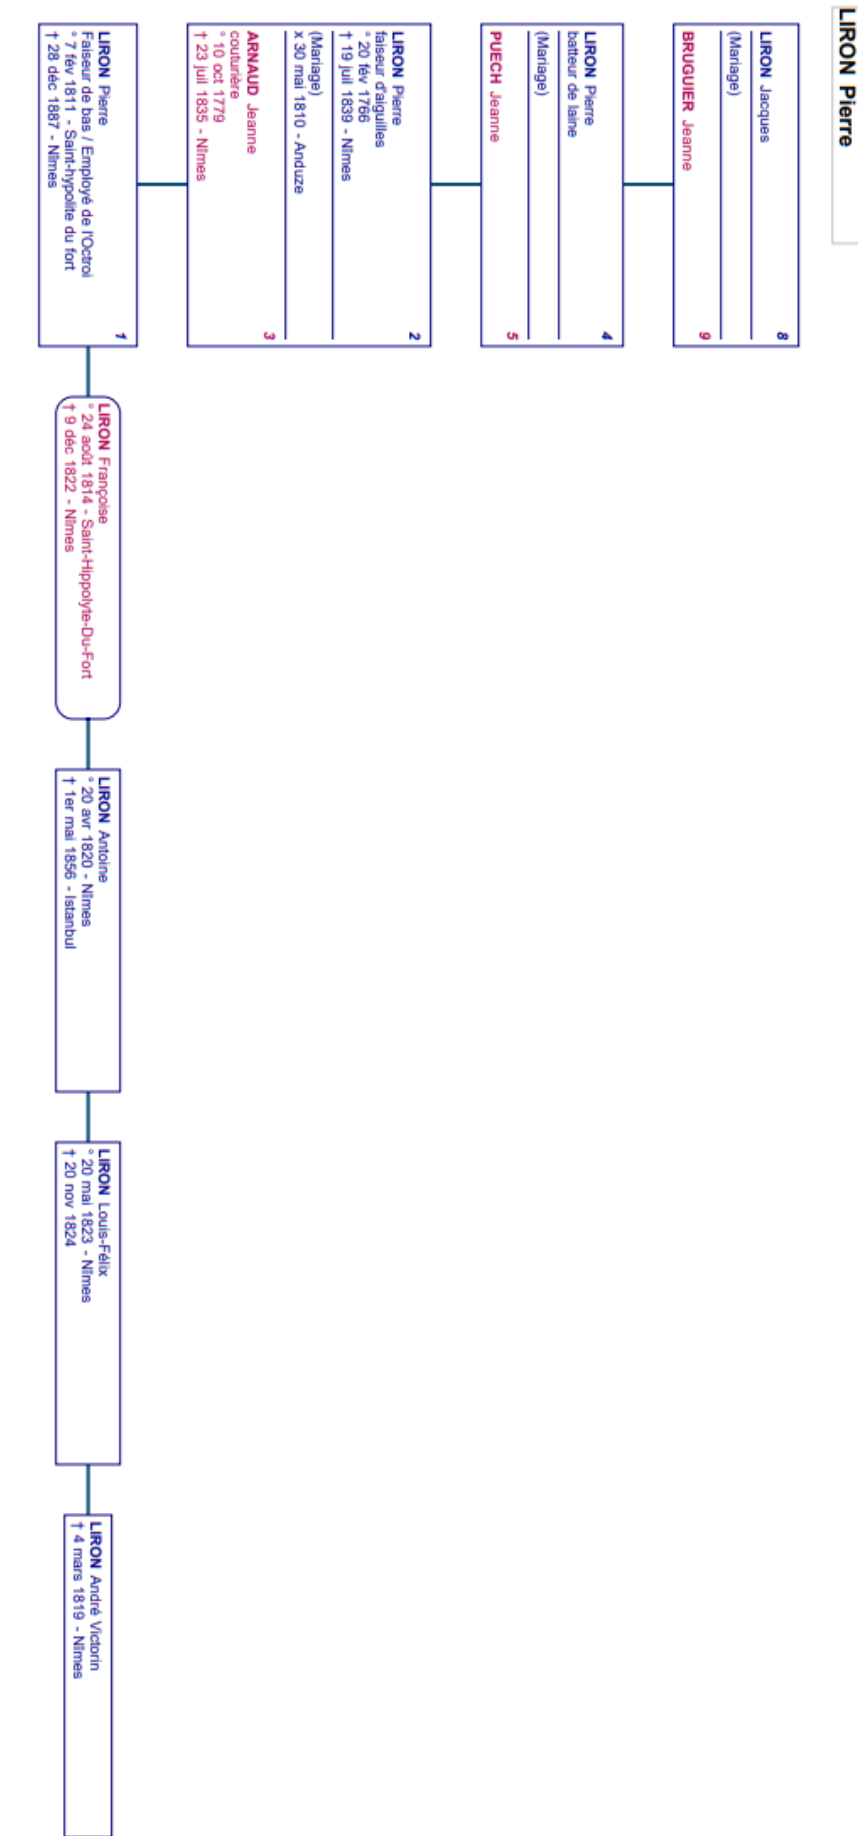 LIRON Pierre
LIRON Jacques
8
(Mariage)
BRUGUIER Jeanne
9
LIRON Pierre
batteur de laine
4
(Mariage)
PUECH Jeanne
5
LIRON Pierre
faiseur d'aiguilles
° 20 fév 1766
† 19 juil 1839 - Nîmes
2
(Mariage)
x 30 mai 1810 - Anduze
ARNAUD Jeanne
couturière
° 10 oct 1779
† 23 juil 1835 - Nîmes
3
LIRON Pierre
Faiseur de bas / Employé de l'Octroi
° 7 fév 1811 - Saint-hypolite du fort
† 28 déc 1887 - Nîmes
1
LIRON Françoise
° 24 août 1814 - Saint-Hippolyte-Du-Fort
† 9 déc 1822 - Nîmes
LIRON Antoine
° 20 avr 1820 - Nîmes
† 1er mai 1856 - Istanbul
LIRON Louis-Félix
° 20 mai 1823 - Nîmes
† 20 nov 1824
LIRON André Victorin
† 4 mars 1819 - Nîmes